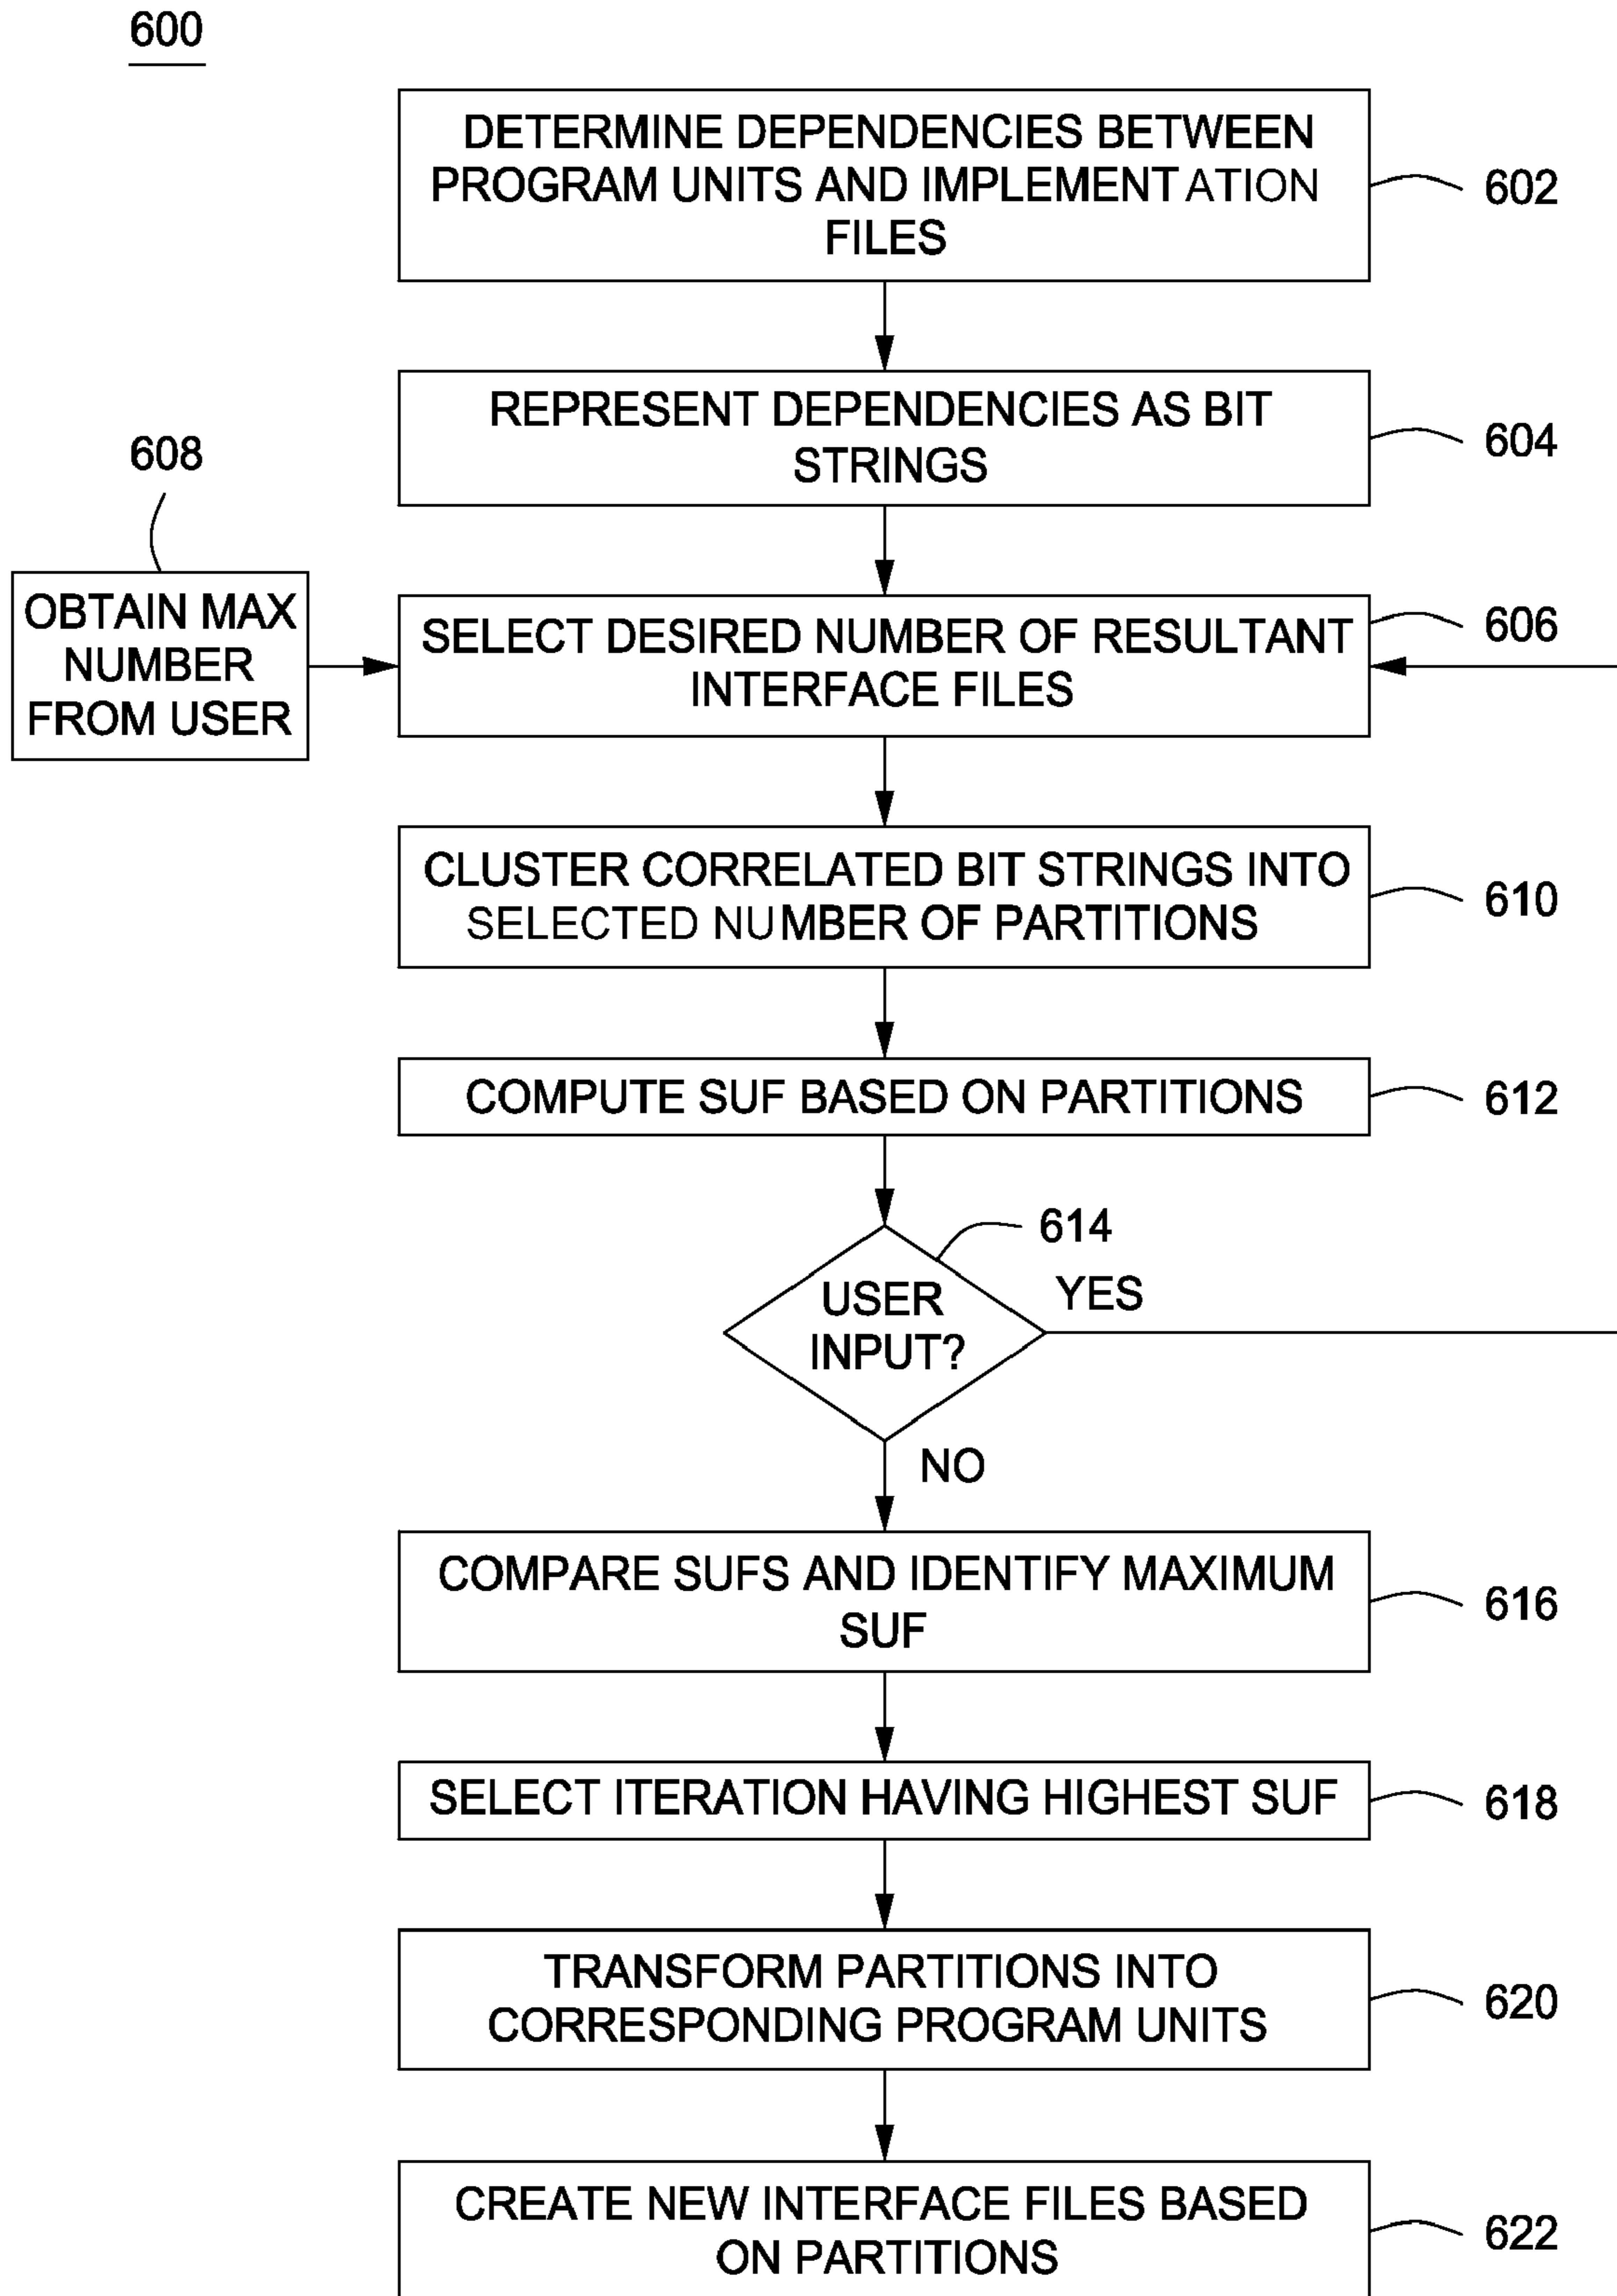 600
DETERMINE DEPENDENCIES BETWEEN
PROGRAM UNITS AND IMPLEMENTATION
FILES
602
REPRESENT DEPENDENCIES AS BIT
STRINGS
604
608
OBTAIN MAX
NUMBER
FROM USER
SELECT DESIRED NUMBER OF RESULTANT
INTERFACE FILES
606
CLUSTER CORRELATED BIT STRINGS INTO
SELECTED NUMBER OF PARTITIONS
610
COMPUTE SUF BASED ON PARTITIONS
612
614
USER
INPUT?
YES
NO
COMPARE SUFS AND IDENTIFY MAXIMUM
SUF
616
SELECT ITERATION HAVING HIGHEST SUF
618
TRANSFORM PARTITIONS INTO
CORRESPONDING PROGRAM UNITS
620
CREATE NEW INTERFACE FILES BASED
ON PARTITIONS
622